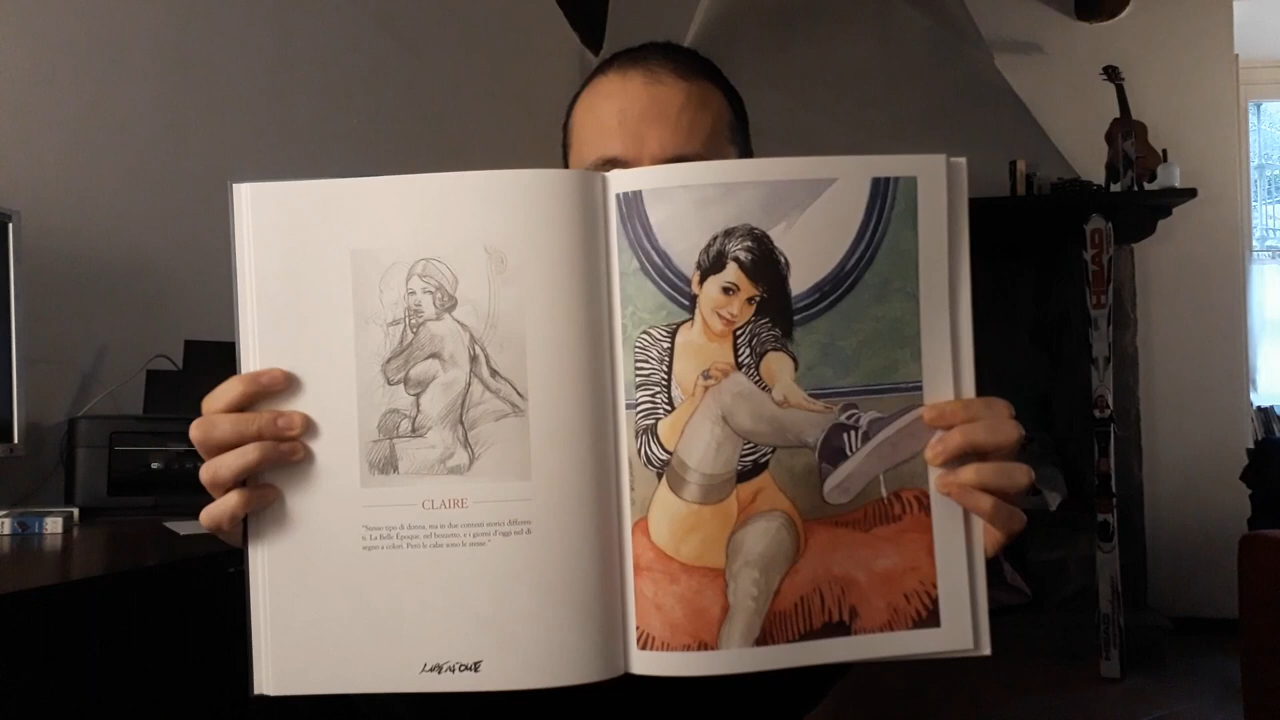 CLAIRE
"Stesso tipo di donna, ma in due contesti storici differen-
ti. La Belle Époque, nel bozzetto, e i giorni d'oggi nel di-
segno a colori. Però le calze sono le stesse."
HEAD
HEAD